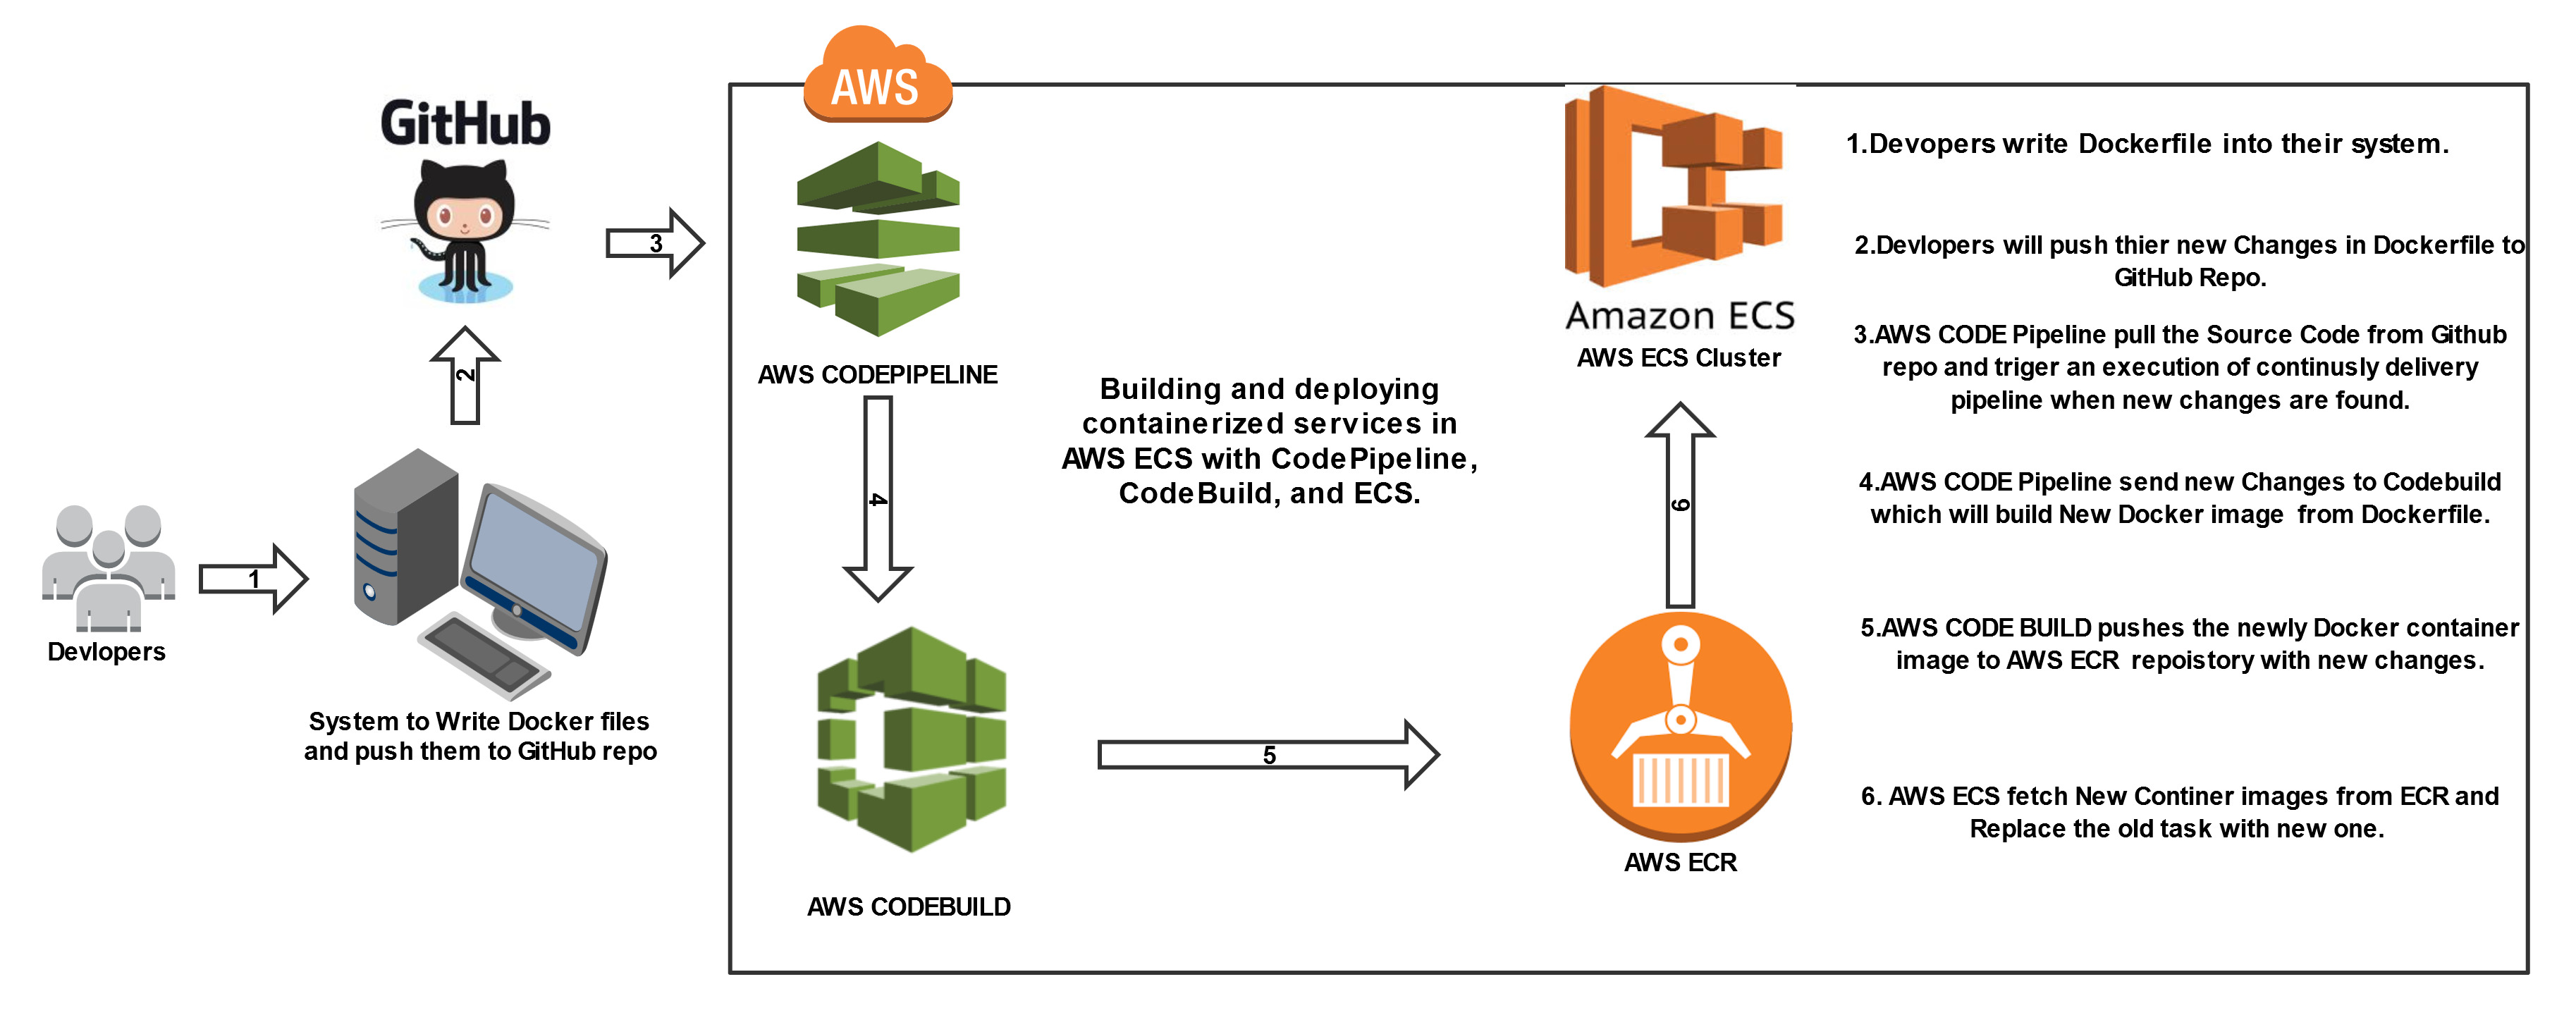 GitHub
2
1
Devlopers
System to Write Docker files
and push them to GitHub repo
3
AWS
AWS CODEPIPELINE
4
AWS CODEBUILD
Building and deploying
containerized services in
AWS ECS with CodePipeline,
CodeBuild, and ECS.
5
Amazon ECS
AWS ECS Cluster
6
AWS ECR
1.Devopers write Dockerfile into their system.
2.Devlopers will push thier new Changes in Dockerfile to
GitHub Repo.
3.AWS CODE Pipeline pull the Source Code from Github
repo and triger an execution of continusly delivery
pipeline when new changes are found.
4.AWS CODE Pipeline send new Changes to Codebuild
which will build New Docker image from Dockerfile.
5.AWS CODE BUILD pushes the newly Docker container
image to AWS ECR repoistory with new changes.
6. AWS ECS fetch New Continer images from ECR and
Replace the old task with new one.